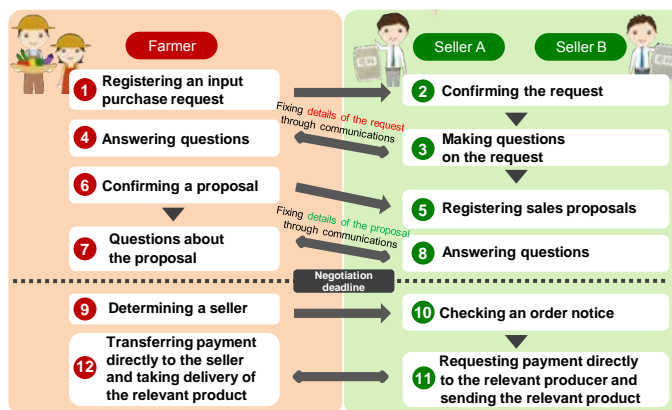 Farmer
Seller A
Seller B
1
Registering an input
purchase request
2
Confirming the request
Fixing details of the request
through communications
4
Answering questions
3
Making questions
on the request
6
Confirming a proposal
5
Registering sales proposals
Fixing details of the proposal
through communications
7
Questions about
the proposal
8
Answering questions
Negotiation
deadline
9
Determining a seller
10
Checking an order notice
12
Transferring payment
directly to the seller
and taking delivery of
the relevant product
11
Requesting payment directly
to the relevant producer and
sending the relevant product